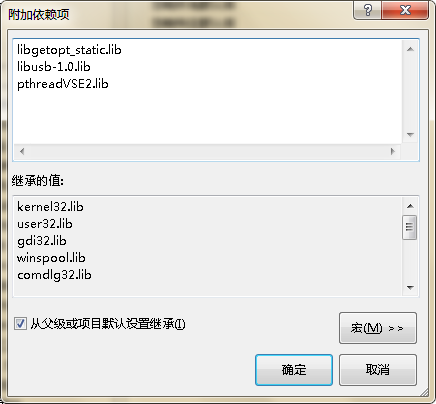 附加依赖项
libgetopt_static.lib
libusb-1.0.lib
pthreadVSE2.lib
继承的值:
kernel32.lib
user32.lib
gdi32.lib
winspool.lib
comdlg32.lib
从父级或项目默认设置继承(I)
宏(M) >>
确定
取消